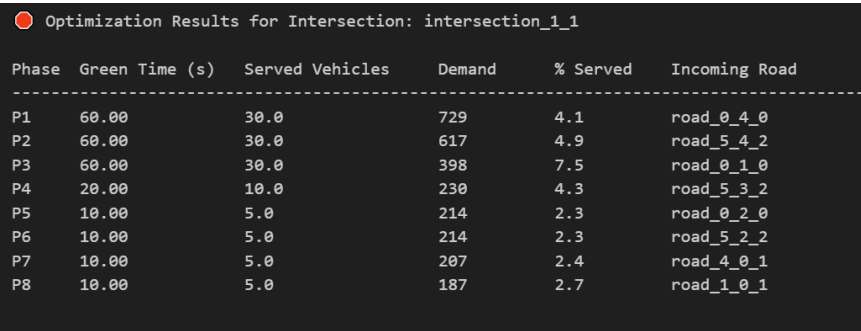 🛑 Optimization Results for Intersection: intersection_1_1
Phase  Green Time (s)   Served Vehicles     Demand     % Served    Incoming Road
----------------------------------------------------------------------------------------
P1     60.00            30.0                729        4.1         road_0_4_0
P2     60.00            30.0                617        4.9         road_5_4_2
P3     60.00            30.0                398        7.5         road_0_1_0
P4     20.00            10.0                230        4.3         road_5_3_2
P5     10.00            5.0                 214        2.3         road_0_2_0
P6     10.00            5.0                 214        2.3         road_5_2_2
P7     10.00            5.0                 207        2.4         road_4_0_1
P8     10.00            5.0                 187        2.7         road_1_0_1